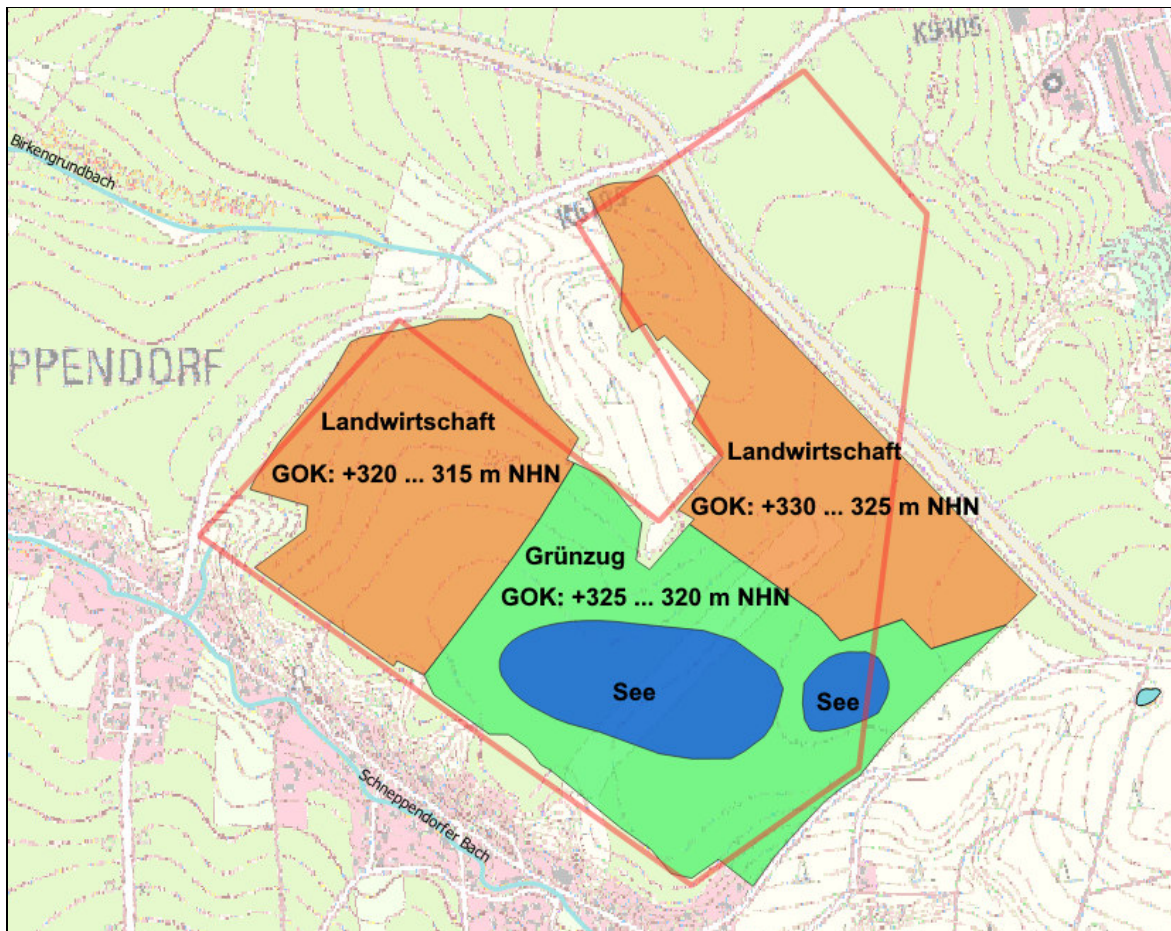 K9305
Birkengrundbach
PPENDORF
Landwirtschaft
GOK: +320 ... 315 m NHN
Landwirtschaft
GOK: +330 ... 325 m NHN
Grünzug
GOK: +325 ... 320 m NHN
See
See
Schneppendorfer Bach